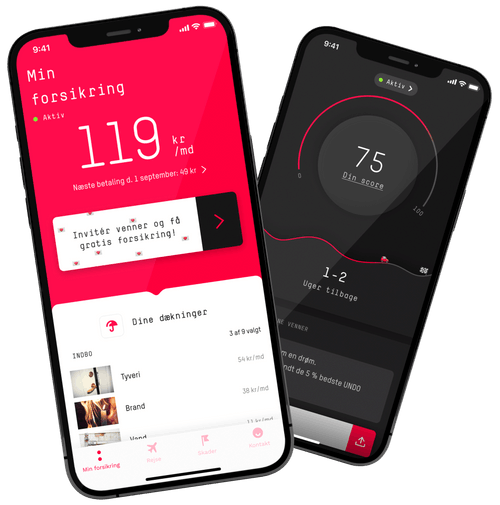 9:41
Min
forsikring
Aktiv
119 kr
/md
Næste betaling d. 1 september: 49 kr
Invitér venner og få
gratis forsikring!
Dine dækninger
3 af 9 valgt
INDBO
Tyveri
54 kr/md
Brand
38 kr/md
Vand
11 kr/md
Min forsikring
Rejse
Skader
9:41
Aktiv
75
Din score
0
100
1-2
Uger tilbage
VENNER
m en drøm,
ndt de 5 % bedste UNDO